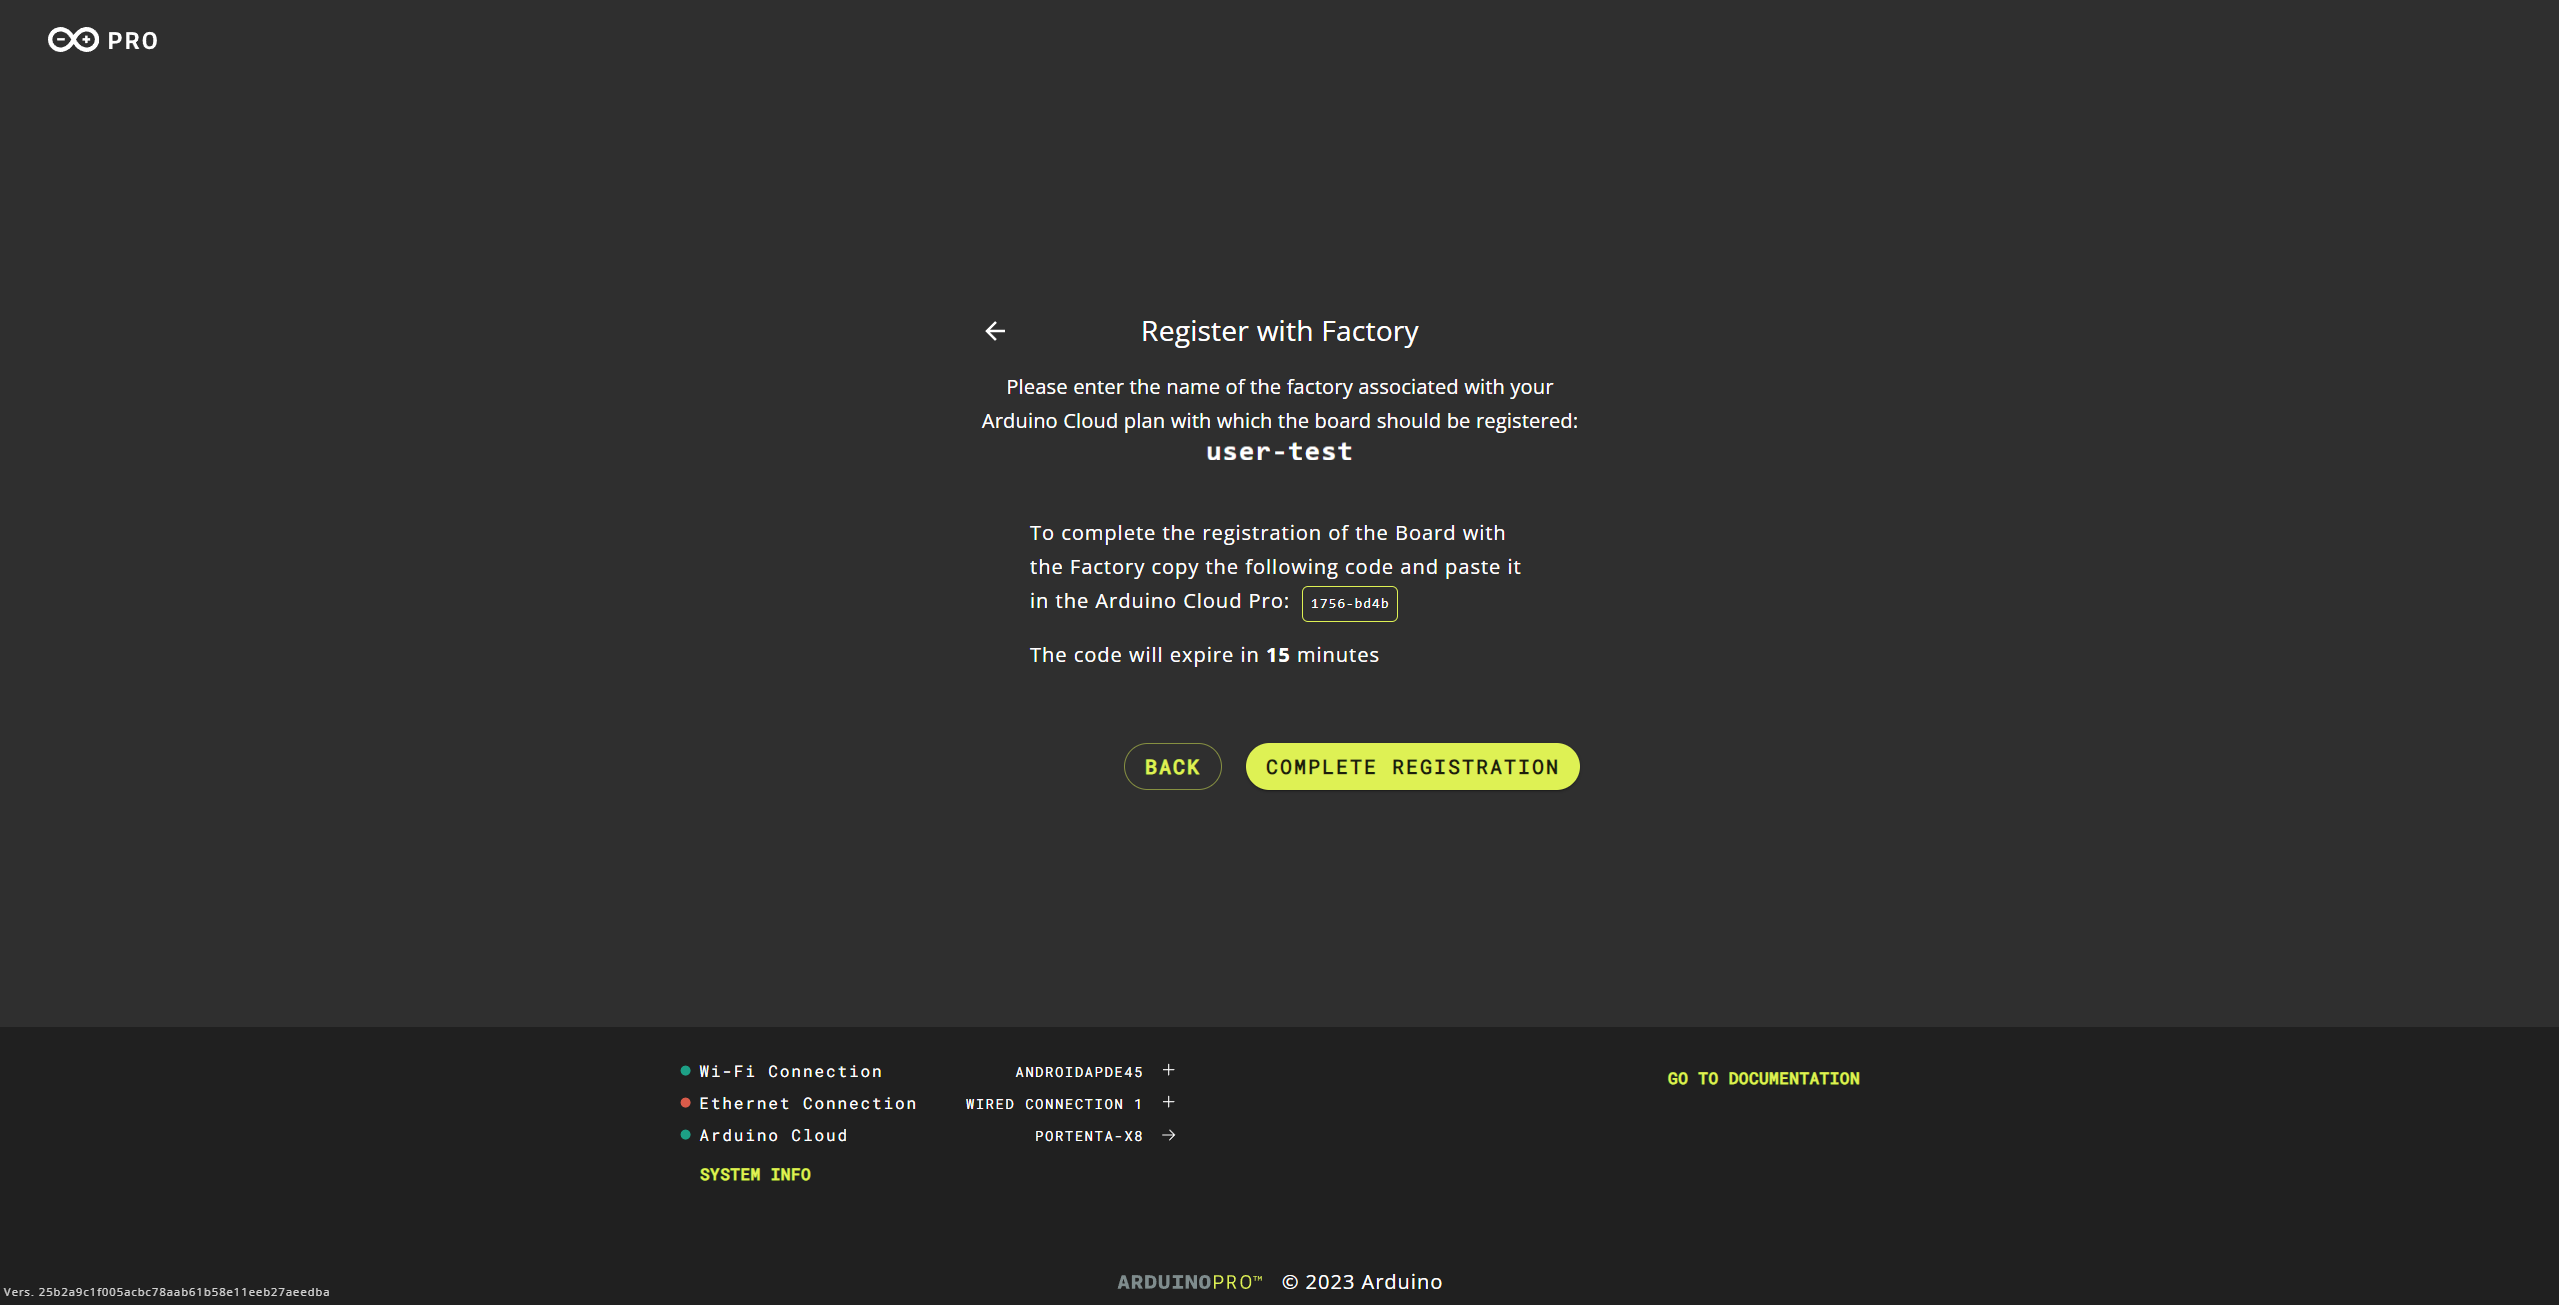 PRO
Register with Factory
Please enter the name of the factory associated with your
Arduino Cloud plan with which the board should be registered:
user-test
To complete the registration of the Board with
the Factory copy the following code and paste it
in the Arduino Cloud Pro: 1756-bd4b
The code will expire in 15 minutes
BACK COMPLETE REGISTRATION
Wi-Fi Connection ANDROIDAPDE45 +
GO TO DOCUMENTATION
Ethernet Connection WIRED CONNECTION 1 +
Arduino Cloud PORTENTA-X8 →
SYSTEM INFO
ARDUINOPRO™ © 2023 Arduino
Vers. 25b2a9c1f005acbc78aab61b58e11eeb27aeedba